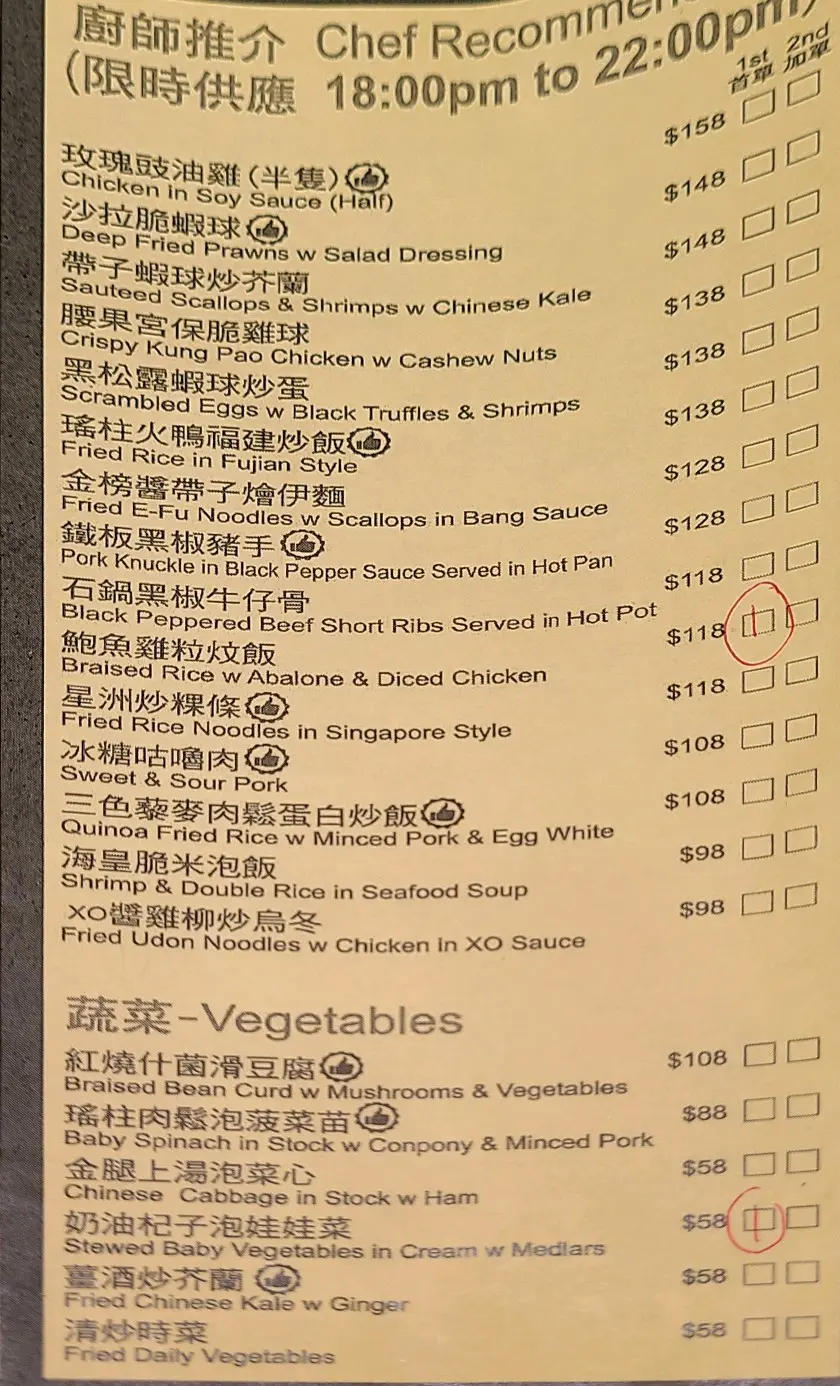 廚師推介 Chef Recommen
(限時供應 18:00pm to 22:00pm)
1st 2nd
首單 加單
玫瑰豉油雞(半隻) $158
Chicken in Soy Sauce (Half)
沙拉脆蝦球 $148
Deep Fried Prawns w Salad Dressing
帶子蝦球炒芥蘭 $148
Sauteed Scallops & Shrimps w Chinese Kale
腰果宮保脆雞球 $138
Crispy Kung Pao Chicken w Cashew Nuts
黑松露蝦球炒蛋 $138
Scrambled Eggs w Black Truffles & Shrimps
瑤柱火鴨福建炒飯 $138
Fried Rice in Fujian Style
金榜醬帶子燴伊麵 $128
Fried E-Fu Noodles w Scallops in Bang Sauce
鐵板黑椒豬手 $128
Pork Knuckle in Black Pepper Sauce Served in Hot Pan
石鍋黑椒牛仔骨 $118
Black Peppered Beef Short Ribs Served in Hot Pot
鮑魚雞粒炆飯 $118 1
Braised Rice w Abalone & Diced Chicken
星洲炒粿條 $118
Fried Rice Noodles in Singapore Style
冰糖咕嚕肉 $108
Sweet & Sour Pork
三色藜麥肉鬆蛋白炒飯 $108
Quinoa Fried Rice w Minced Pork & Egg White
海皇脆米泡飯 $98
Shrimp & Double Rice in Seafood Soup
XO醬雞柳炒烏冬 $98
Fried Udon Noodles w Chicken in XO Sauce
蔬菜-Vegetables
紅燒什菌滑豆腐 $108
Braised Bean Curd w Mushrooms & Vegetables
瑤柱肉鬆泡菠菜苗 $88
Baby Spinach in Stock w Conpony & Minced Pork
金腿上湯泡菜心 $58
Chinese Cabbage in Stock w Ham
奶油杞子泡娃娃菜 $58 1
Stewed Baby Vegetables in Cream w Medlars
薑酒炒芥蘭 $58
Fried Chinese Kale w Ginger
清炒時菜 $58
Fried Daily Vegetables